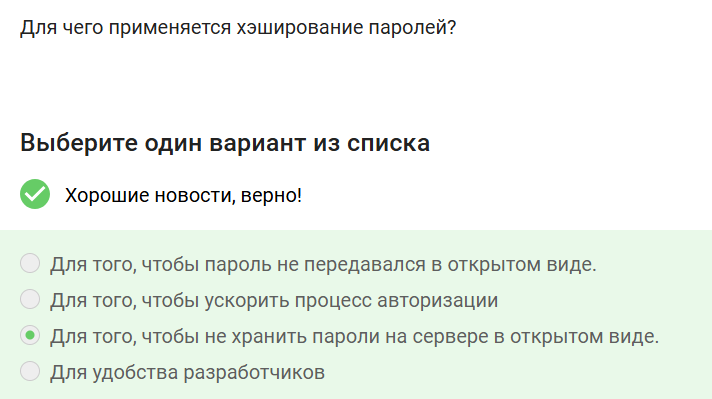 Для чего применяется хэширование паролей?
Выберите один вариант из списка
Хорошие новости, верно!
Для того, чтобы пароль не передавался в открытом виде.
Для того, чтобы ускорить процесс авторизации
Для того, чтобы не хранить пароли на сервере в открытом виде.
Для удобства разработчиков